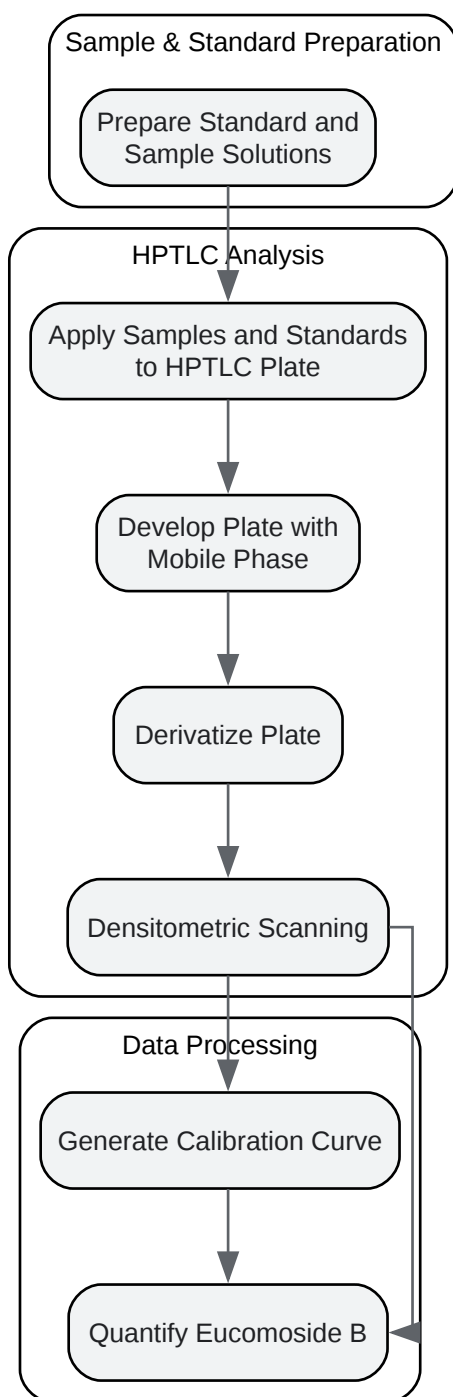 Sample & Standard Preparation
Prepare Standard and
Sample Solutions
HPTLC Analysis
Apply Samples and Standards
to HPTLC Plate
Develop Plate with
Mobile Phase
Derivatize Plate
Densitometric Scanning
Data Processing
Generate Calibration Curve
Quantify Eucomoside B